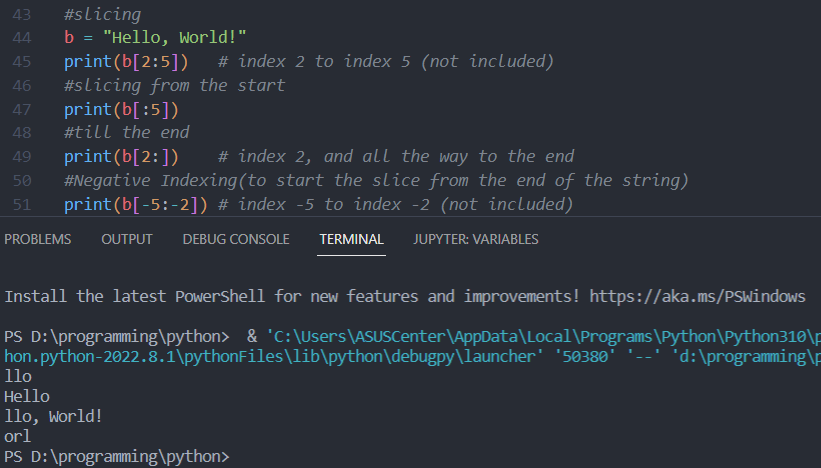 43 #slicing
44 b = "Hello, World!"
45 print(b[2:5]) # index 2 to index 5 (not included)
46 #slicing from the start
47 print(b[:5])
48 #till the end
49 print(b[2:]) # index 2, and all the way to the end
50 #Negative Indexing(to start the slice from the end of the string)
51 print(b[-5:-2]) # index -5 to index -2 (not included)
PROBLEMS OUTPUT DEBUG CONSOLE TERMINAL JUPYTER: VARIABLES
Install the latest PowerShell for new features and improvements! https://aka.ms/PSWindows
PS D:\programming\python> & 'C:\Users\ASUSCenter\AppData\Local\Programs\Python\Python310\p
hon.python-2022.8.1\pythonFiles\lib\python\debugpy\launcher' '50380' '--' 'd:\programming\p
llo
Hello
llo, World!
orl
PS D:\programming\python>